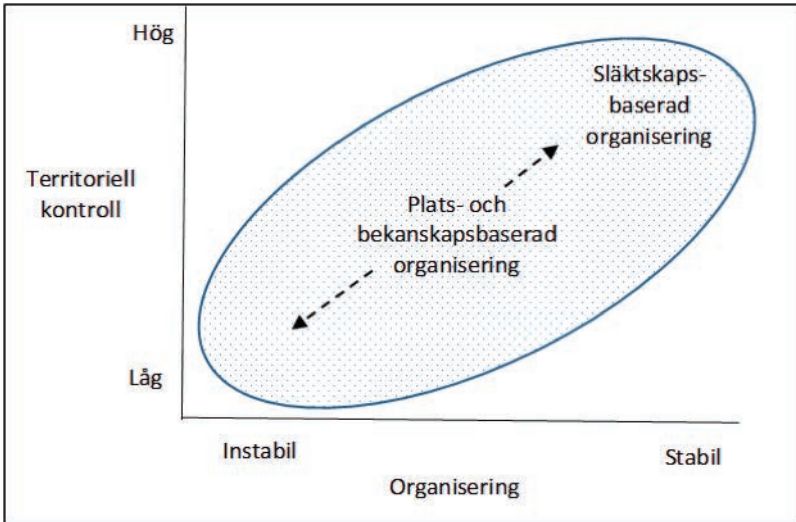 Hög
Släktskaps-
baserad
organisering
Territoriell
kontroll
Plats- och
bekanskapsbaserad
organisering
Låg
Instabil
Stabil
Organisering